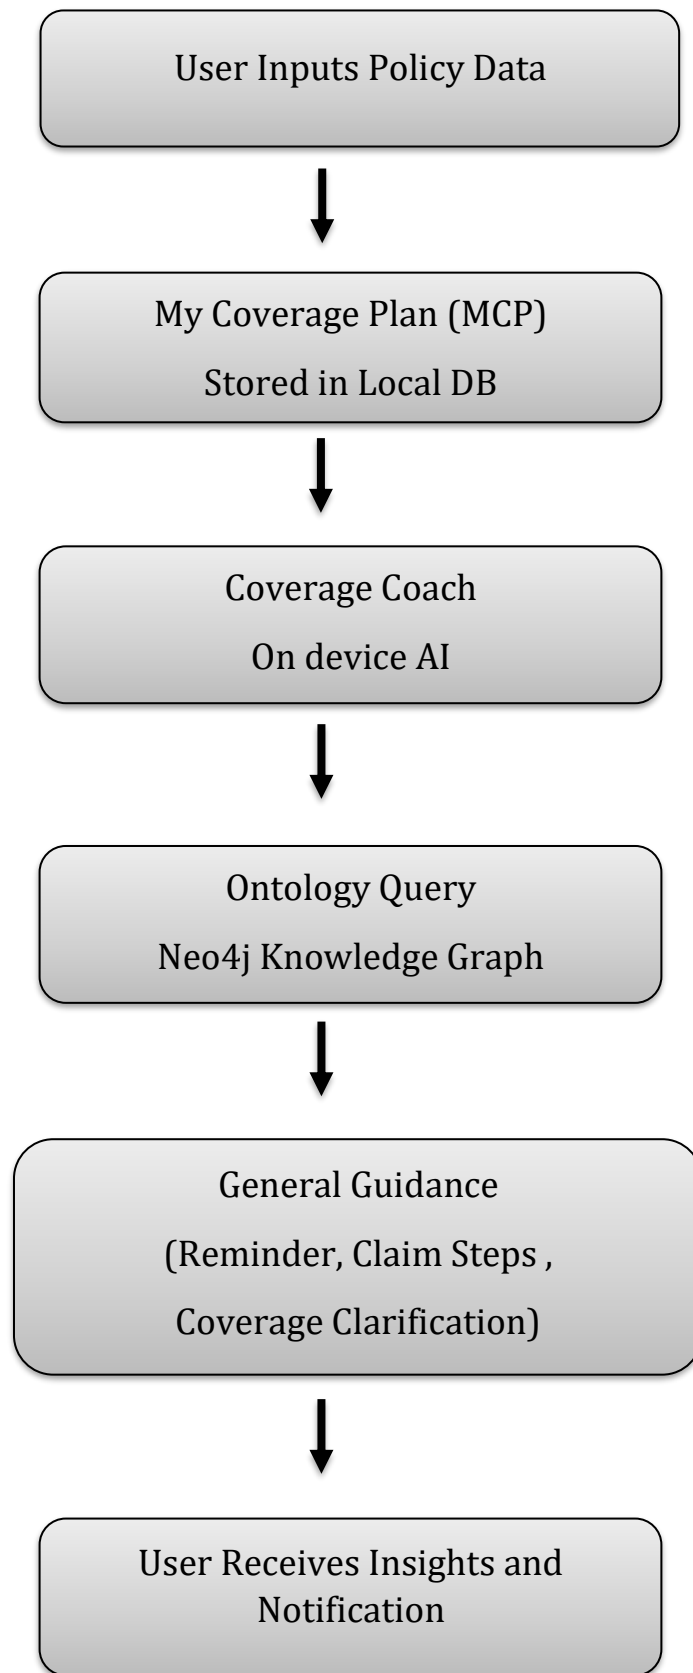 User Inputs Policy Data
My Coverage Plan (MCP)
Stored in Local DB
Coverage Coach
On device AI
Ontology Query
Neo4j Knowledge Graph
General Guidance
(Reminder, Claim Steps ,
Coverage Clarification)
User Receives Insights and
Notification